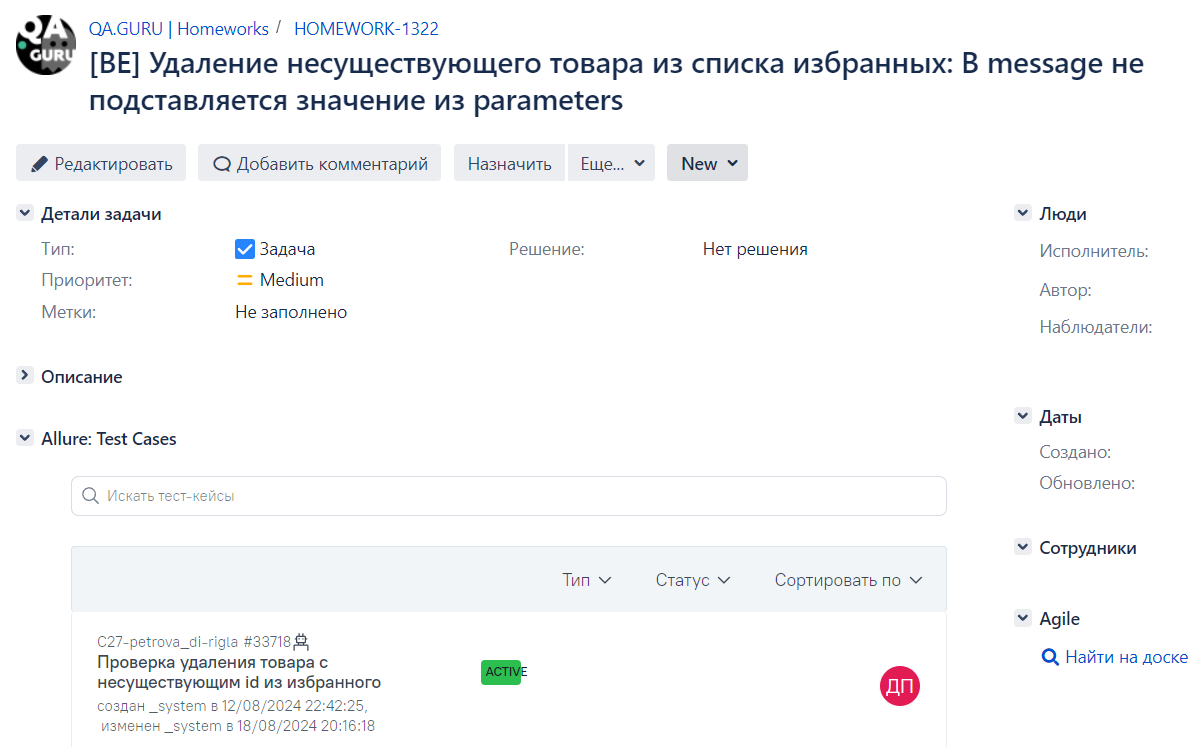 QA
GURU
QA.GURU | Homeworks / HOMEWORK-1322
[BE] Удаление несуществующего товара из списка избранных: В message не
подставляется значение из parameters
Редактировать Добавить комментарий Назначить Еще... New
Детали задачи
Тип: Задача Решение: Нет решения
Приоритет: Medium
Метки: Не заполнено
Описание
Allure: Test Cases
Искать тест-кейсы
Тип Статус Сортировать по
C27-petrova_di-rigla #33718
Проверка удаления товара с
несуществующим id из избранного
ACTIVE
ДП
создан _system в 12/08/2024 22:42:25,
изменен _system в 18/08/2024 20:16:18
Люди
Исполнитель:
Автор:
Наблюдатели:
Даты
Создано:
Обновлено:
Сотрудники
Agile
Найти на доске